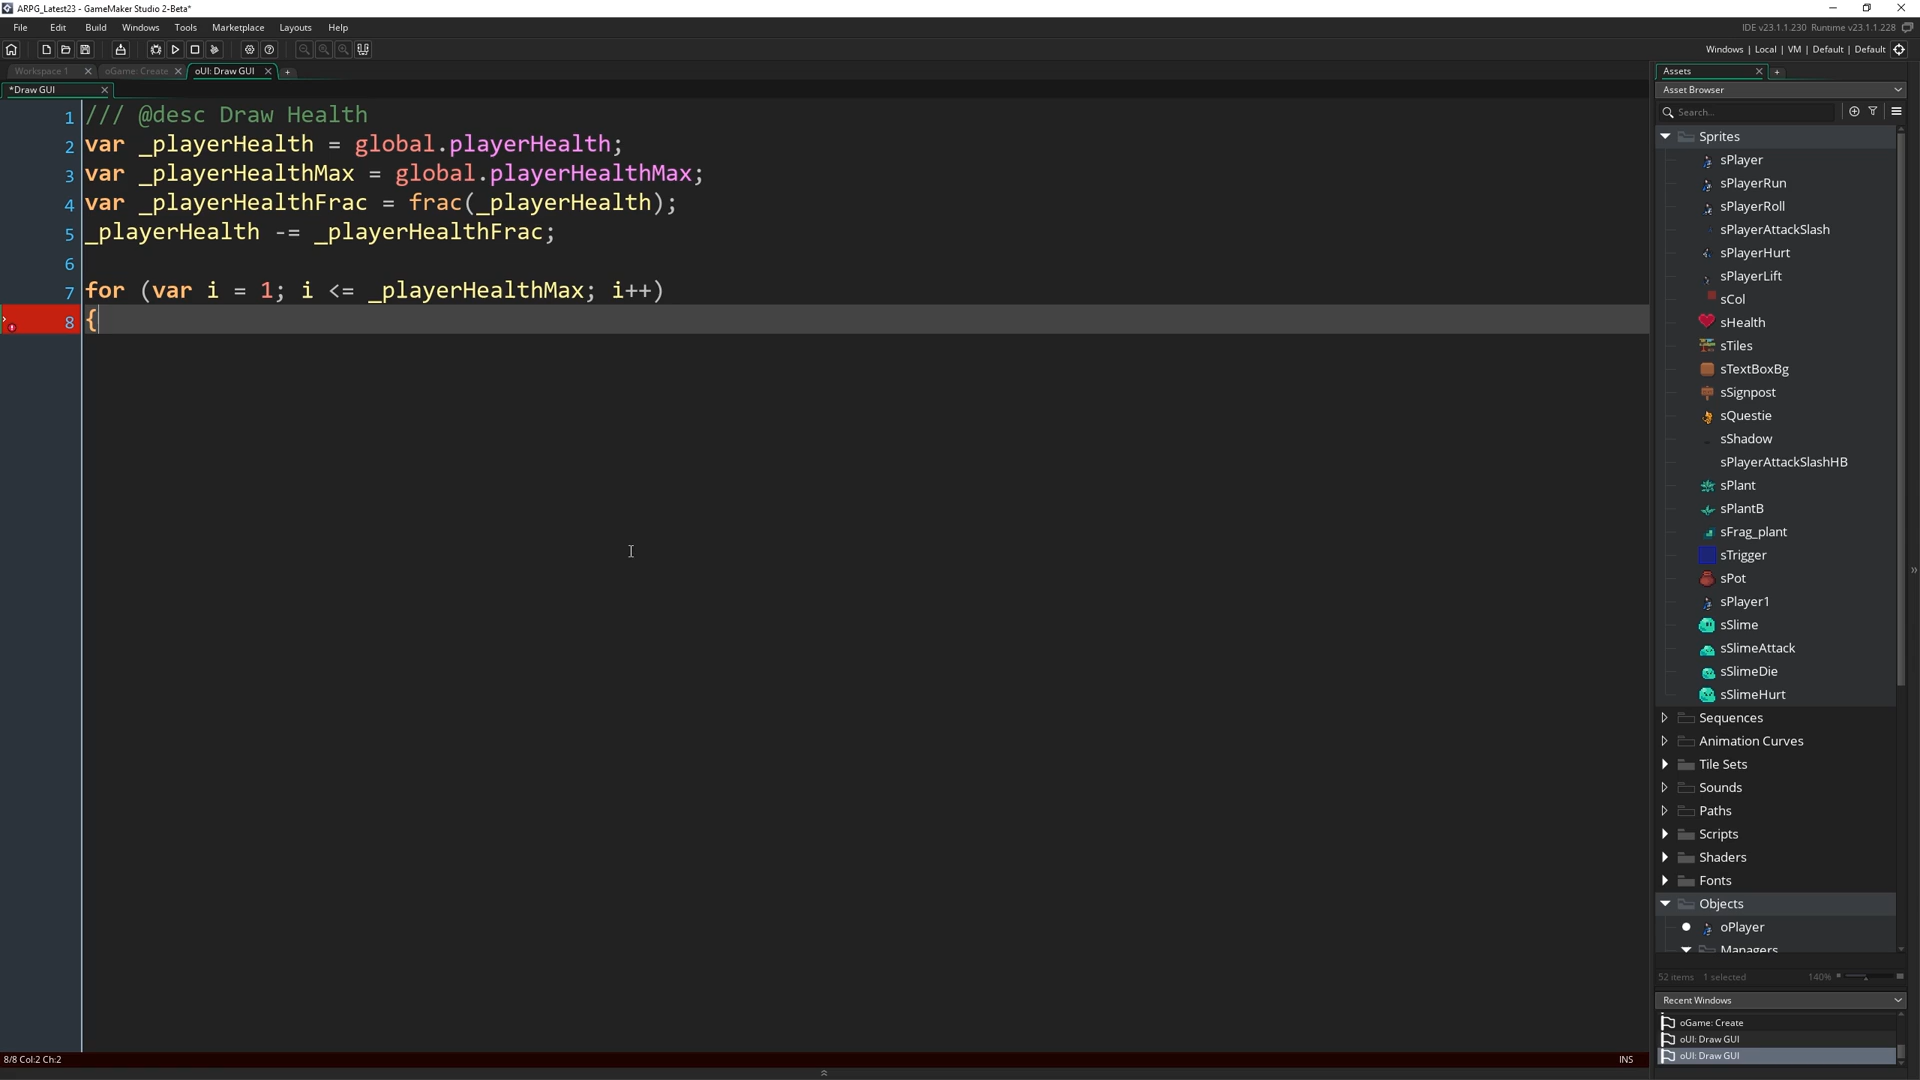 ARPG_Latest23 - GameMaker Studio 2-Beta*
File Edit Build Windows Tools Marketplace Layouts Help
IDE v23.1.1.230 Runtime v23.1.1.228
Windows | Local | VM | Default | Default
Workspace 1 oGame: Create oUI: Draw GUI
*Draw GUI
1 /// @desc Draw Health
2 var _playerHealth = global.playerHealth;
3 var _playerHealthMax = global.playerHealthMax;
4 var _playerHealthFrac = frac(_playerHealth);
5 _playerHealth -= _playerHealthFrac;
6
7 for (var i = 1; i <= _playerHealthMax; i++)
8 {
8/8 Col:2 Ch:2
INS
Assets
Asset Browser
Search...
Sprites
sPlayer
sPlayerRun
sPlayerRoll
sPlayerAttackSlash
sPlayerHurt
sPlayerLift
sCol
sHealth
sTiles
sTextBoxBg
sSignpost
sQuestie
sShadow
sPlayerAttackSlashHB
sPlant
sPlantB
sFrag_plant
sTrigger
sPot
sPlayer1
sSlime
sSlimeAttack
sSlimeDie
sSlimeHurt
Sequences
Animation Curves
Tile Sets
Sounds
Paths
Scripts
Shaders
Fonts
Objects
oPlayer
Managers
52 items 1 selected 140%
Recent Windows
oGame: Create
oUI: Draw GUI
oUI: Draw GUI